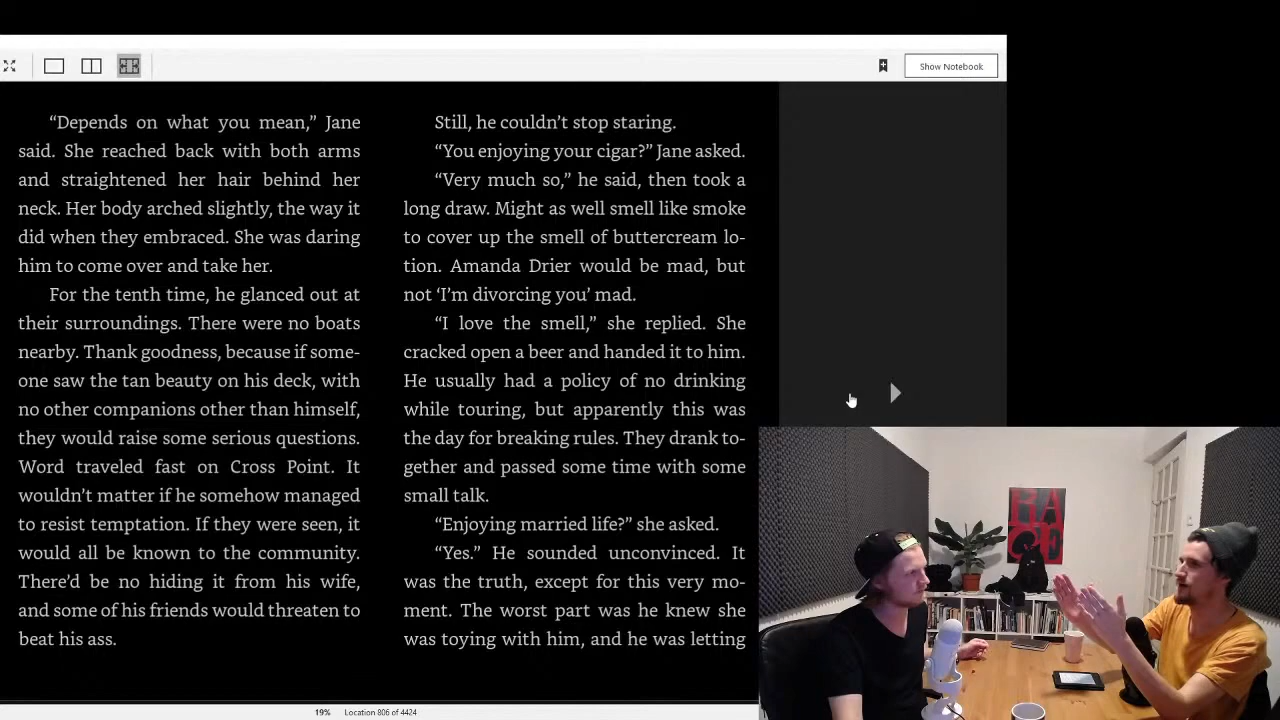 Show Notebook
“Depends on what you mean,” Jane
said. She reached back with both arms
and straightened her hair behind her
neck. Her body arched slightly, the way it
did when they embraced. She was daring
him to come over and take her.
For the tenth time, he glanced out at
their surroundings. There were no boats
nearby. Thank goodness, because if some-
one saw the tan beauty on his deck, with
no other companions other than himself,
they would raise some serious questions.
Word traveled fast on Cross Point. It
wouldn’t matter if he somehow managed
to resist temptation. If they were seen, it
would all be known to the community.
There’d be no hiding it from his wife,
and some of his friends would threaten to
beat his ass.
Still, he couldn’t stop staring.
“You enjoying your cigar?” Jane asked.
“Very much so,” he said, then took a
long draw. Might as well smell like smoke
to cover up the smell of buttercream lo-
tion. Amanda Drier would be mad, but
not ‘I’m divorcing you’ mad.
“I love the smell,” she replied. She
cracked open a beer and handed it to him.
He usually had a policy of no drinking
while touring, but apparently this was
the day for breaking rules. They drank to-
gether and passed some time with some
small talk.
“Enjoying married life?” she asked.
“Yes.” He sounded unconvinced. It
was the truth, except for this very mo-
ment. The worst part was he knew she
was toying with him, and he was letting
19% Location 806 of 4424